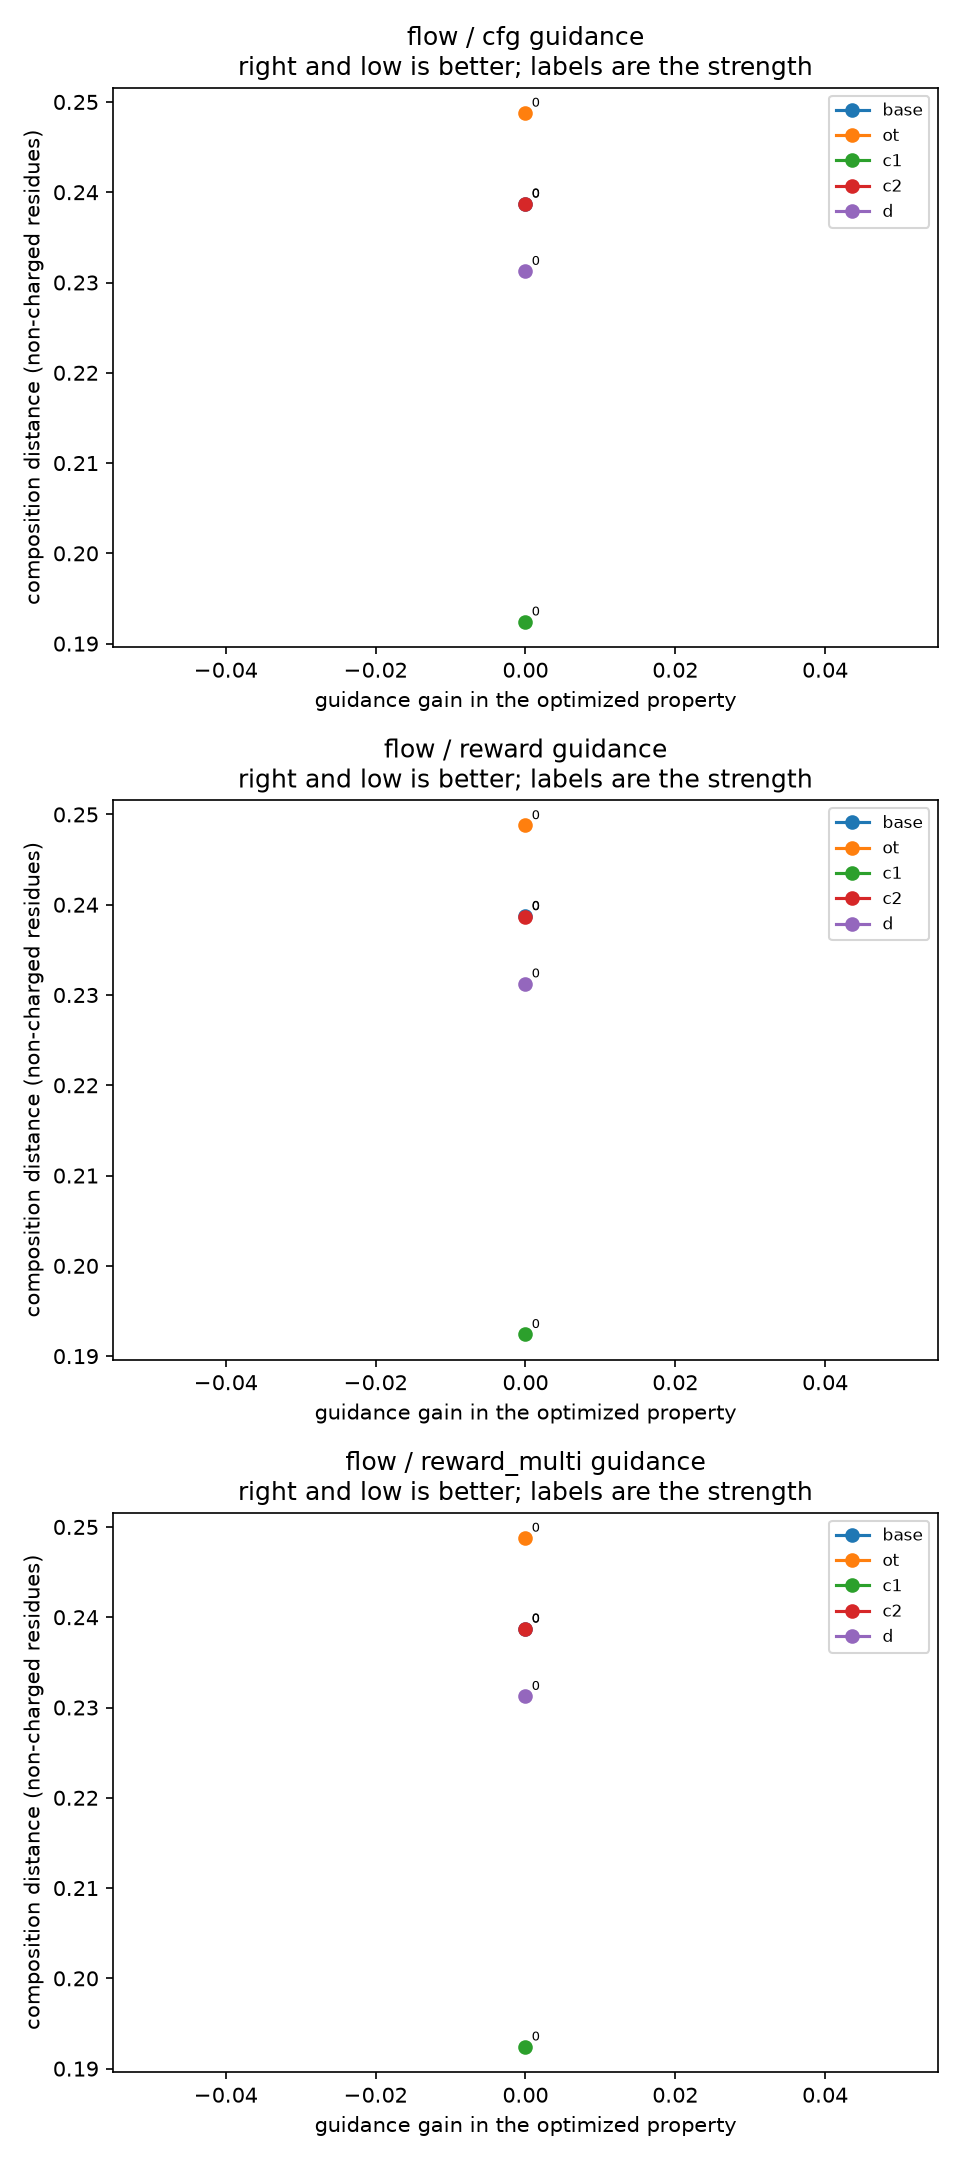 flow / cfg guidance
right and low is better; labels are the strength
composition distance (non-charged residues)
0.25
0.24
0.23
0.22
0.21
0.20
0.19
0
0
0
0
base
ot
c1
c2
d
−0.04
−0.02
0.00
0.02
0.04
guidance gain in the optimized property
flow / reward guidance
right and low is better; labels are the strength
composition distance (non-charged residues)
0.25
0.24
0.23
0.22
0.21
0.20
0.19
0
0
0
0
base
ot
c1
c2
d
−0.04
−0.02
0.00
0.02
0.04
guidance gain in the optimized property
flow / reward_multi guidance
right and low is better; labels are the strength
composition distance (non-charged residues)
0.25
0.24
0.23
0.22
0.21
0.20
0.19
0
0
0
0
base
ot
c1
c2
d
−0.04
−0.02
0.00
0.02
0.04
guidance gain in the optimized property